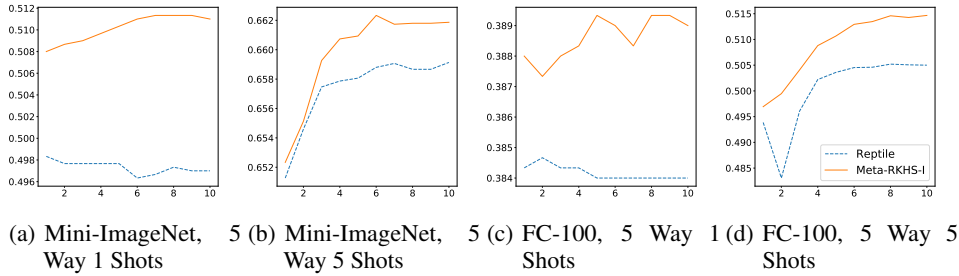 0.512
0.510
0.508
0.506
0.504
0.502
0.500
0.498
0.496
2 4 6 8 10
0.662
0.660
0.658
0.656
0.654
0.652
2 4 6 8 10
0.389
0.388
0.387
0.386
0.385
0.384
2 4 6 8 10
0.515
0.510
0.505
0.500
0.495
0.490
0.485
Reptile
Meta-RKHS-I
2 4 6 8 10
(a) Mini-ImageNet, 5 Way 1 Shots
(b) Mini-ImageNet, 5 Way 5 Shots
(c) FC-100, 5 Way 1 Shots
(d) FC-100, 5 Way 5 Shots